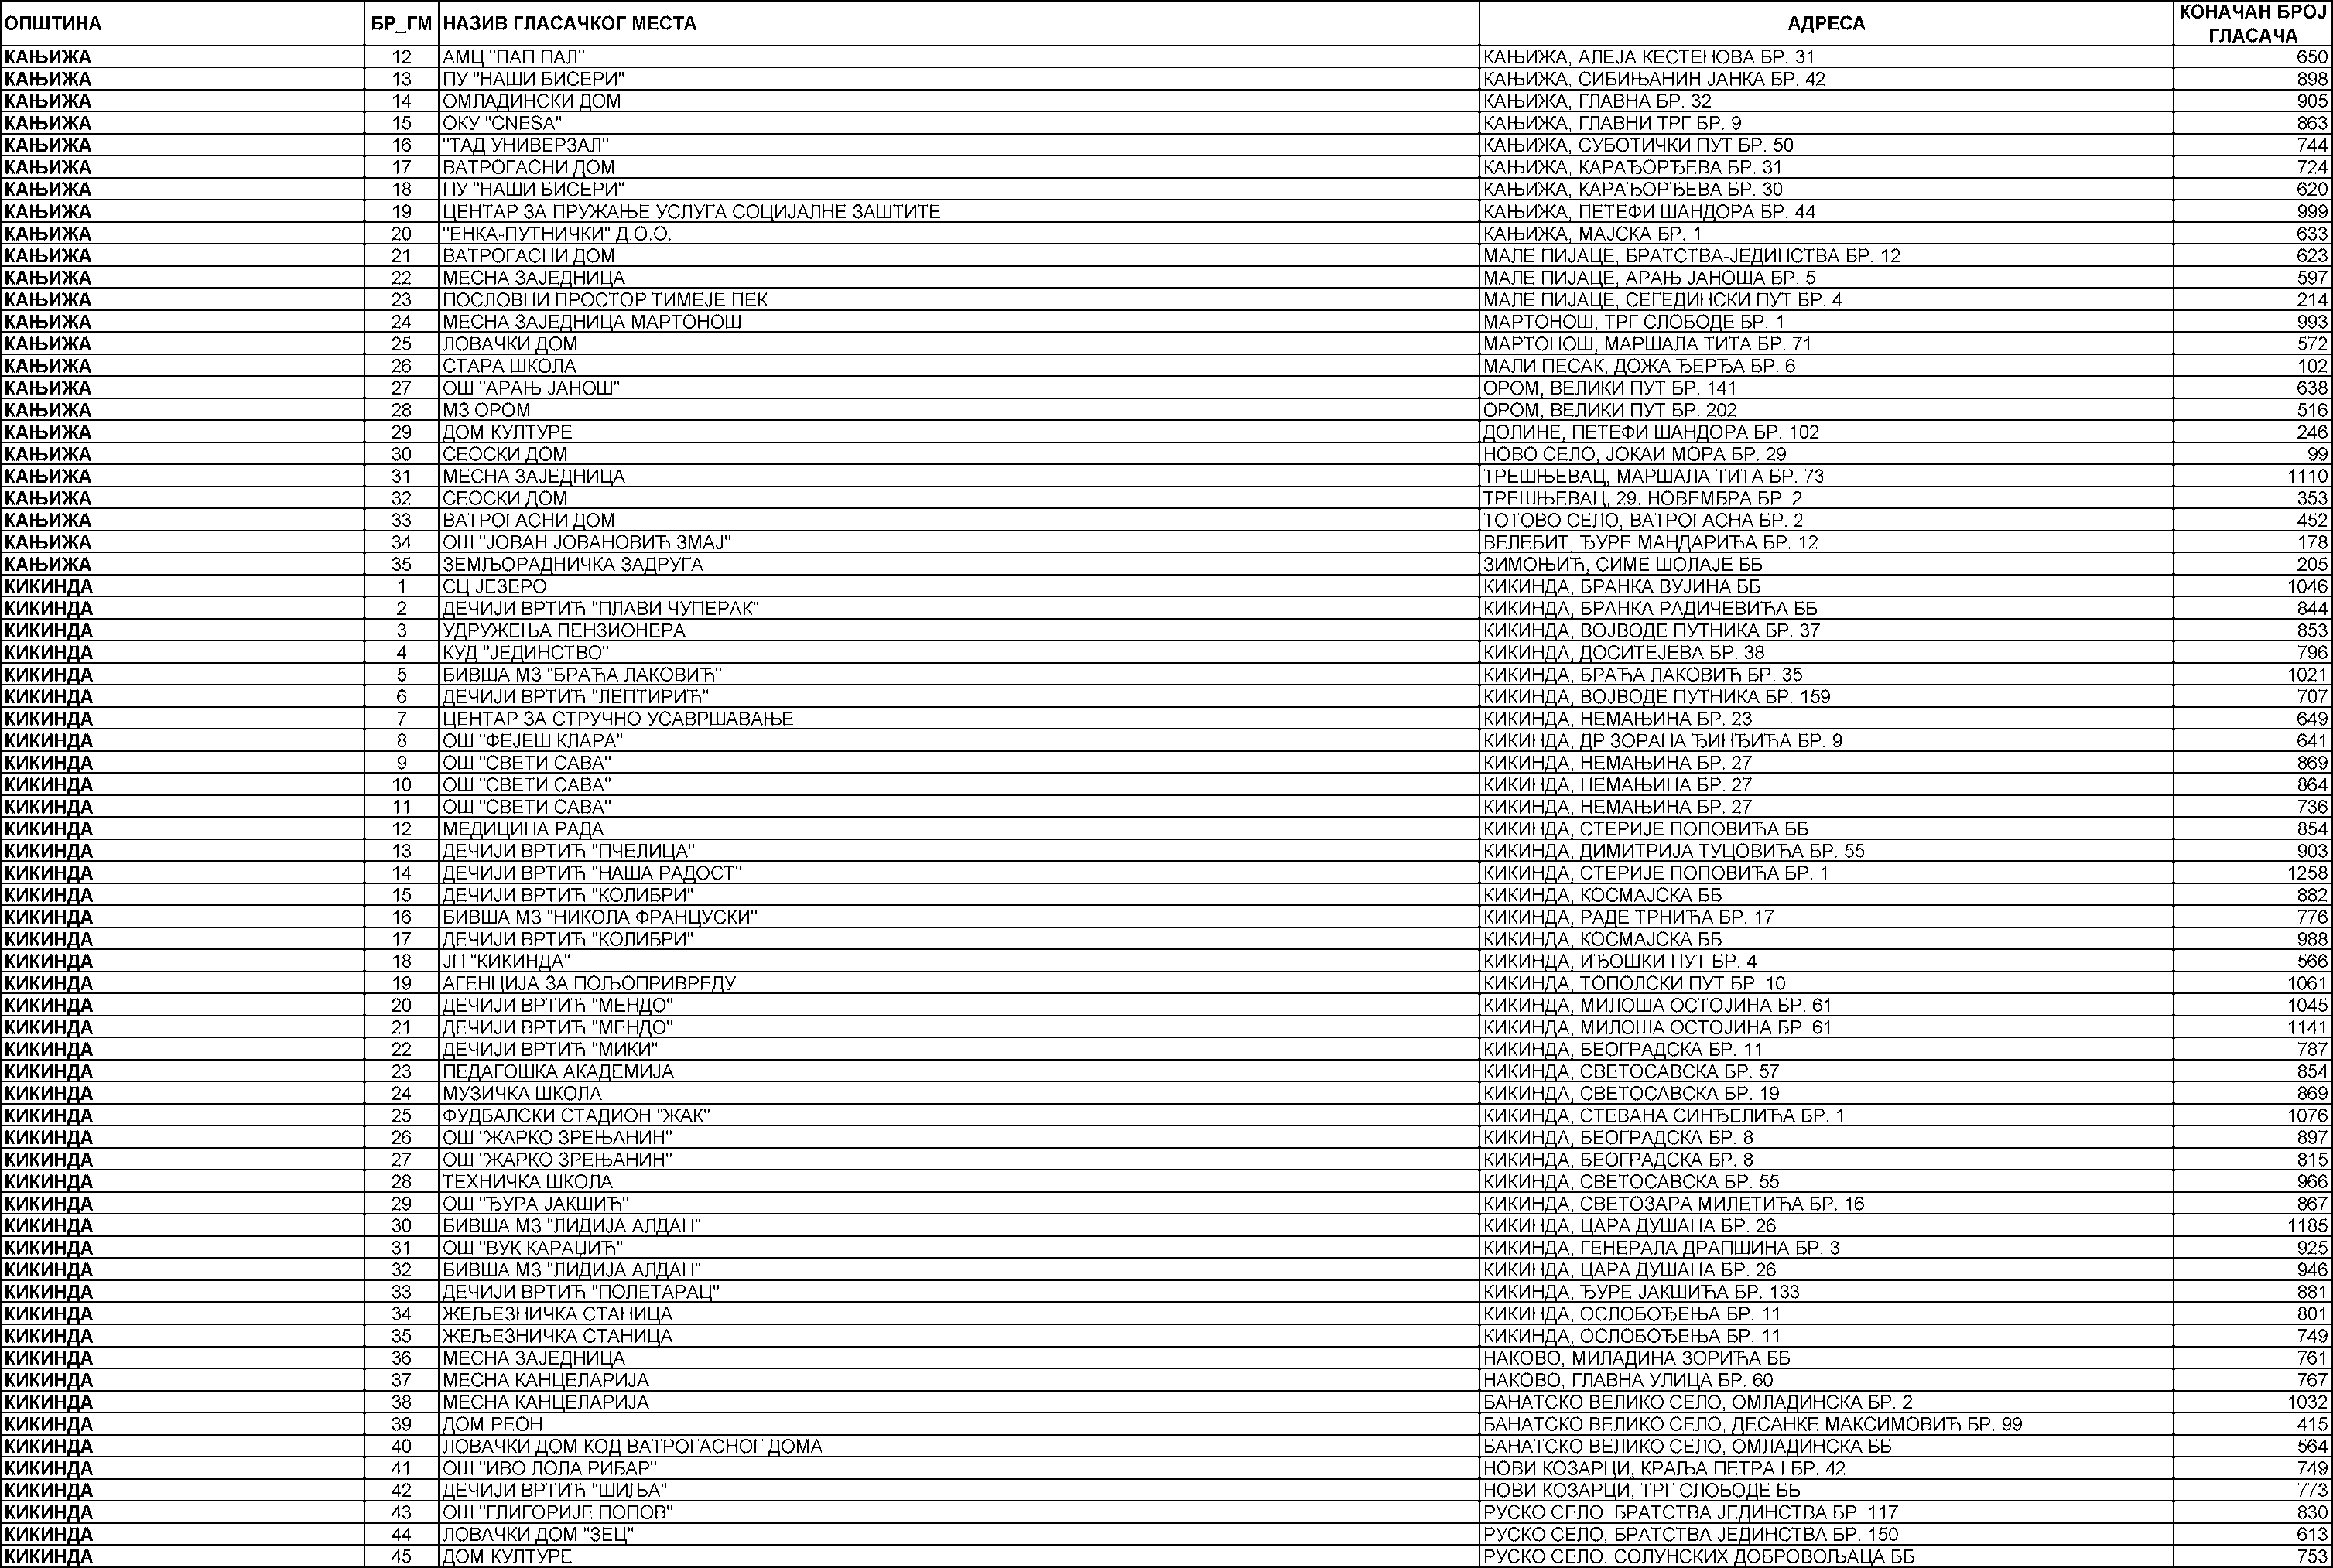 ОПШТИНА БР_ГМ НАЗИВ ГЛАСАЧКОГ МЕСТА АДРЕСА КОНАЧАН БРОЈ ГЛАСАЧА
КАЊИЖА 12 АМЦ "ПАП ПАЛ" КАЊИЖА, АЛЕЈА КЕСТЕНОВА БР. 31 650
КАЊИЖА 13 ПУ "НАШИ БИСЕРИ" КАЊИЖА, СИБИЊАНИН ЈАНКА БР. 42 898
КАЊИЖА 14 ОМЛАДИНСКИ ДОМ КАЊИЖА, ГЛАВНА БР. 32 905
КАЊИЖА 15 ОКУ "CNESA" КАЊИЖА, ГЛАВНИ ТРГ БР. 9 863
КАЊИЖА 16 "ТАД УНИВЕРЗАЛ" КАЊИЖА, СУБОТИЧКИ ПУТ БР. 50 744
КАЊИЖА 17 ВАТРОГАСНИ ДОМ КАЊИЖА, КАРАЂОРЂЕВА БР. 31 724
КАЊИЖА 18 ПУ "НАШИ БИСЕРИ" КАЊИЖА, КАРАЂОРЂЕВА БР. 30 620
КАЊИЖА 19 ЦЕНТАР ЗА ПРУЖАЊЕ УСЛУГА СОЦИЈАЛНЕ ЗАШТИТЕ КАЊИЖА, ПЕТЕФИ ШАНДОРА БР. 44 999
КАЊИЖА 20 "ЕНКА-ПУТНИЧКИ" Д.О.О. КАЊИЖА, МАЈСКА БР. 1 633
КАЊИЖА 21 ВАТРОГАСНИ ДОМ МАЛЕ ПИЈАЦЕ, БРАТСТВА-ЈЕДИНСТВА БР. 12 623
КАЊИЖА 22 МЕСНА ЗАЈЕДНИЦА МАЛЕ ПИЈАЦЕ, АРАЊ ЈАНОША БР. 5 597
КАЊИЖА 23 ПОСЛОВНИ ПРОСТОР ТИМЕЈЕ ПЕК МАЛЕ ПИЈАЦЕ, СЕГЕДИНСКИ ПУТ БР. 4 214
КАЊИЖА 24 МЕСНА ЗАЈЕДНИЦА МАРТОНОШ МАРТОНОШ, ТРГ СЛОБОДЕ БР. 1 993
КАЊИЖА 25 ЛОВАЧКИ ДОМ МАРТОНОШ, МАРШАЛА ТИТА БР. 71 572
КАЊИЖА 26 СТАРА ШКОЛА МАЛИ ПЕСАК, ДОЖА ЂЕРЂА БР. 6 102
КАЊИЖА 27 ОШ "АРАЊ ЈАНОШ" ОРОМ, ВЕЛИКИ ПУТ БР. 141 638
КАЊИЖА 28 МЗ ОРОМ ОРОМ, ВЕЛИКИ ПУТ БР. 202 516
КАЊИЖА 29 ДОМ КУЛТУРЕ ДОЛИНЕ, ПЕТЕФИ ШАНДОРА БР. 102 246
КАЊИЖА 30 СЕОСКИ ДОМ НОВО СЕЛО, ЈОКАИ МОРА БР. 29 99
КАЊИЖА 31 МЕСНА ЗАЈЕДНИЦА ТРЕШЊЕВАЦ, МАРШАЛА ТИТА БР. 73 1110
КАЊИЖА 32 СЕОСКИ ДОМ ТРЕШЊЕВАЦ, 29. НОВЕМБРА БР. 2 353
КАЊИЖА 33 ВАТРОГАСНИ ДОМ ТОТОВО СЕЛО, ВАТРОГАСНА БР. 2 452
КАЊИЖА 34 ОШ "ЈОВАН ЈОВАНОВИЋ ЗМАЈ" ВЕЛЕБИТ, ЂУРЕ МАНДАРИЋА БР. 12 178
КАЊИЖА 35 ЗЕМЉОРАДНИЧКА ЗАДРУГА ЗИМОЊИЋ, СИМЕ ШОЛАЈЕ ББ 205
КИКИНДА 1 СЦ ЈЕЗЕРО КИКИНДА, БРАНКА ВУЈИНА ББ 1046
КИКИНДА 2 ДЕЧИЈИ ВРТИЋ "ПЛАВИ ЧУПЕРАК" КИКИНДА, БРАНКА РАДИЧЕВИЋА ББ 844
КИКИНДА 3 УДРУЖЕЊА ПЕНЗИОНЕРА КИКИНДА, ВОЈВОДЕ ПУТНИКА БР. 37 853
КИКИНДА 4 КУД "ЈЕДИНСТВО" КИКИНДА, ДОСИТЕЈЕВА БР. 38 796
КИКИНДА 5 БИВША МЗ "БРАЋА ЛАКОВИЋ" КИКИНДА, БРАЋА ЛАКОВИЋ БР. 35 1021
КИКИНДА 6 ДЕЧИЈИ ВРТИЋ "ЛЕПТИРИЋ" КИКИНДА, ВОЈВОДЕ ПУТНИКА БР. 159 707
КИКИНДА 7 ЦЕНТАР ЗА СТРУЧНО УСАВРШАВАЊЕ КИКИНДА, НЕМАЊИНА БР. 23 649
КИКИНДА 8 ОШ "ФЕЈЕШ КЛАРА" КИКИНДА, ДР ЗОРАНА ЂИНЂИЋА БР. 9 641
КИКИНДА 9 ОШ "СВЕТИ САВА" КИКИНДА, НЕМАЊИНА БР. 27 869
КИКИНДА 10 ОШ "СВЕТИ САВА" КИКИНДА, НЕМАЊИНА БР. 27 864
КИКИНДА 11 ОШ "СВЕТИ САВА" КИКИНДА, НЕМАЊИНА БР. 27 736
КИКИНДА 12 МЕДИЦИНА РАДА КИКИНДА, СТЕРИЈЕ ПОПОВИЋА ББ 854
КИКИНДА 13 ДЕЧИЈИ ВРТИЋ "ПЧЕЛИЦА" КИКИНДА, ДИМИТРИЈА ТУЦОВИЋА БР. 55 903
КИКИНДА 14 ДЕЧИЈИ ВРТИЋ "НАША РАДОСТ" КИКИНДА, СТЕРИЈЕ ПОПОВИЋА БР. 1 1258
КИКИНДА 15 ДЕЧИЈИ ВРТИЋ "КОЛИБРИ" КИКИНДА, КОСМАЈСКА ББ 882
КИКИНДА 16 БИВША МЗ "НИКОЛА ФРАНЦУСКИ" КИКИНДА, РАДЕ ТРНИЋА БР. 17 776
КИКИНДА 17 ДЕЧИЈИ ВРТИЋ "КОЛИБРИ" КИКИНДА, КОСМАЈСКА ББ 988
КИКИНДА 18 ЈП "КИКИНДА" КИКИНДА, ИЂОШКИ ПУТ БР. 4 566
КИКИНДА 19 АГЕНЦИЈА ЗА ПОЉОПРИВРЕДУ КИКИНДА, ТОПОЛСКИ ПУТ БР. 10 1061
КИКИНДА 20 ДЕЧИЈИ ВРТИЋ "МЕНДО" КИКИНДА, МИЛОША ОСТОЈИНА БР. 61 1045
КИКИНДА 21 ДЕЧИЈИ ВРТИЋ "МЕНДО" КИКИНДА, МИЛОША ОСТОЈИНА БР. 61 1141
КИКИНДА 22 ДЕЧИЈИ ВРТИЋ "МИКИ" КИКИНДА, БЕОГРАДСКА БР. 11 787
КИКИНДА 23 ПЕДАГОШКА АКАДЕМИЈА КИКИНДА, СВЕТОСАВСКА БР. 57 854
КИКИНДА 24 МУЗИЧКА ШКОЛА КИКИНДА, СВЕТОСАВСКА БР. 19 869
КИКИНДА 25 ФУДБАЛСКИ СТАДИОН "ЖАК" КИКИНДА, СТЕВАНА СИНЂЕЛИЋА БР. 1 1076
КИКИНДА 26 ОШ "ЖАРКО ЗРЕЊАНИН" КИКИНДА, БЕОГРАДСКА БР. 8 897
КИКИНДА 27 ОШ "ЖАРКО ЗРЕЊАНИН" КИКИНДА, БЕОГРАДСКА БР. 8 815
КИКИНДА 28 ТЕХНИЧКА ШКОЛА КИКИНДА, СВЕТОСАВСКА БР. 55 966
КИКИНДА 29 ОШ "ЂУРА ЈАКШИЋ" КИКИНДА, СВЕТОЗАРА МИЛЕТИЋА БР. 16 867
КИКИНДА 30 БИВША МЗ "ЛИДИЈА АЛДАН" КИКИНДА, ЦАРА ДУШАНА БР. 26 1185
КИКИНДА 31 ОШ "ВУК КАРАЏИЋ" КИКИНДА, ГЕНЕРАЛА ДРАПШИНА БР. 3 925
КИКИНДА 32 БИВША МЗ "ЛИДИЈА АЛДАН" КИКИНДА, ЦАРА ДУШАНА БР. 26 946
КИКИНДА 33 ДЕЧИЈИ ВРТИЋ "ПОЛЕТАРАЦ" КИКИНДА, ЂУРЕ ЈАКШИЋА БР. 133 881
КИКИНДА 34 ЖЕЉЕЗНИЧКА СТАНИЦА КИКИНДА, ОСЛОБОЂЕЊА БР. 11 801
КИКИНДА 35 ЖЕЉЕЗНИЧКА СТАНИЦА КИКИНДА, ОСЛОБОЂЕЊА БР. 11 749
КИКИНДА 36 МЕСНА ЗАЈЕДНИЦА НАКОВО, МИЛАДИНА ЗОРИЋА ББ 761
КИКИНДА 37 МЕСНА КАНЦЕЛАРИЈА НАКОВО, ГЛАВНА УЛИЦА БР. 60 767
КИКИНДА 38 МЕСНА КАНЦЕЛАРИЈА БАНАТСКО ВЕЛИКО СЕЛО, ОМЛАДИНСКА БР. 2 1032
КИКИНДА 39 ДОМ РЕОН БАНАТСКО ВЕЛИКО СЕЛО, ДЕСАНКЕ МАКСИМОВИЋ БР. 99 415
КИКИНДА 40 ЛОВАЧКИ ДОМ КОД ВАТРОГАСНОГ ДОМА БАНАТСКО ВЕЛИКО СЕЛО, ОМЛАДИНСКА ББ 564
КИКИНДА 41 ОШ "ИВО ЛОЛА РИБАР" НОВИ КОЗАРЦИ, КРАЉА ПЕТРА I БР. 42 749
КИКИНДА 42 ДЕЧИЈИ ВРТИЋ "ШИЉА" НОВИ КОЗАРЦИ, ТРГ СЛОБОДЕ ББ 773
КИКИНДА 43 ОШ "ГЛИГОРИЈЕ ПОПОВ" РУСКО СЕЛО, БРАТСТВА ЈЕДИНСТВА БР. 117 830
КИКИНДА 44 ЛОВАЧКИ ДОМ "ЗЕЦ" РУСКО СЕЛО, БРАТСТВА ЈЕДИНСТВА БР. 150 613
КИКИНДА 45 ДОМ КУЛТУРЕ РУСКО СЕЛО, СОЛУНСКИХ ДОБРОВОЉАЦА ББ 753